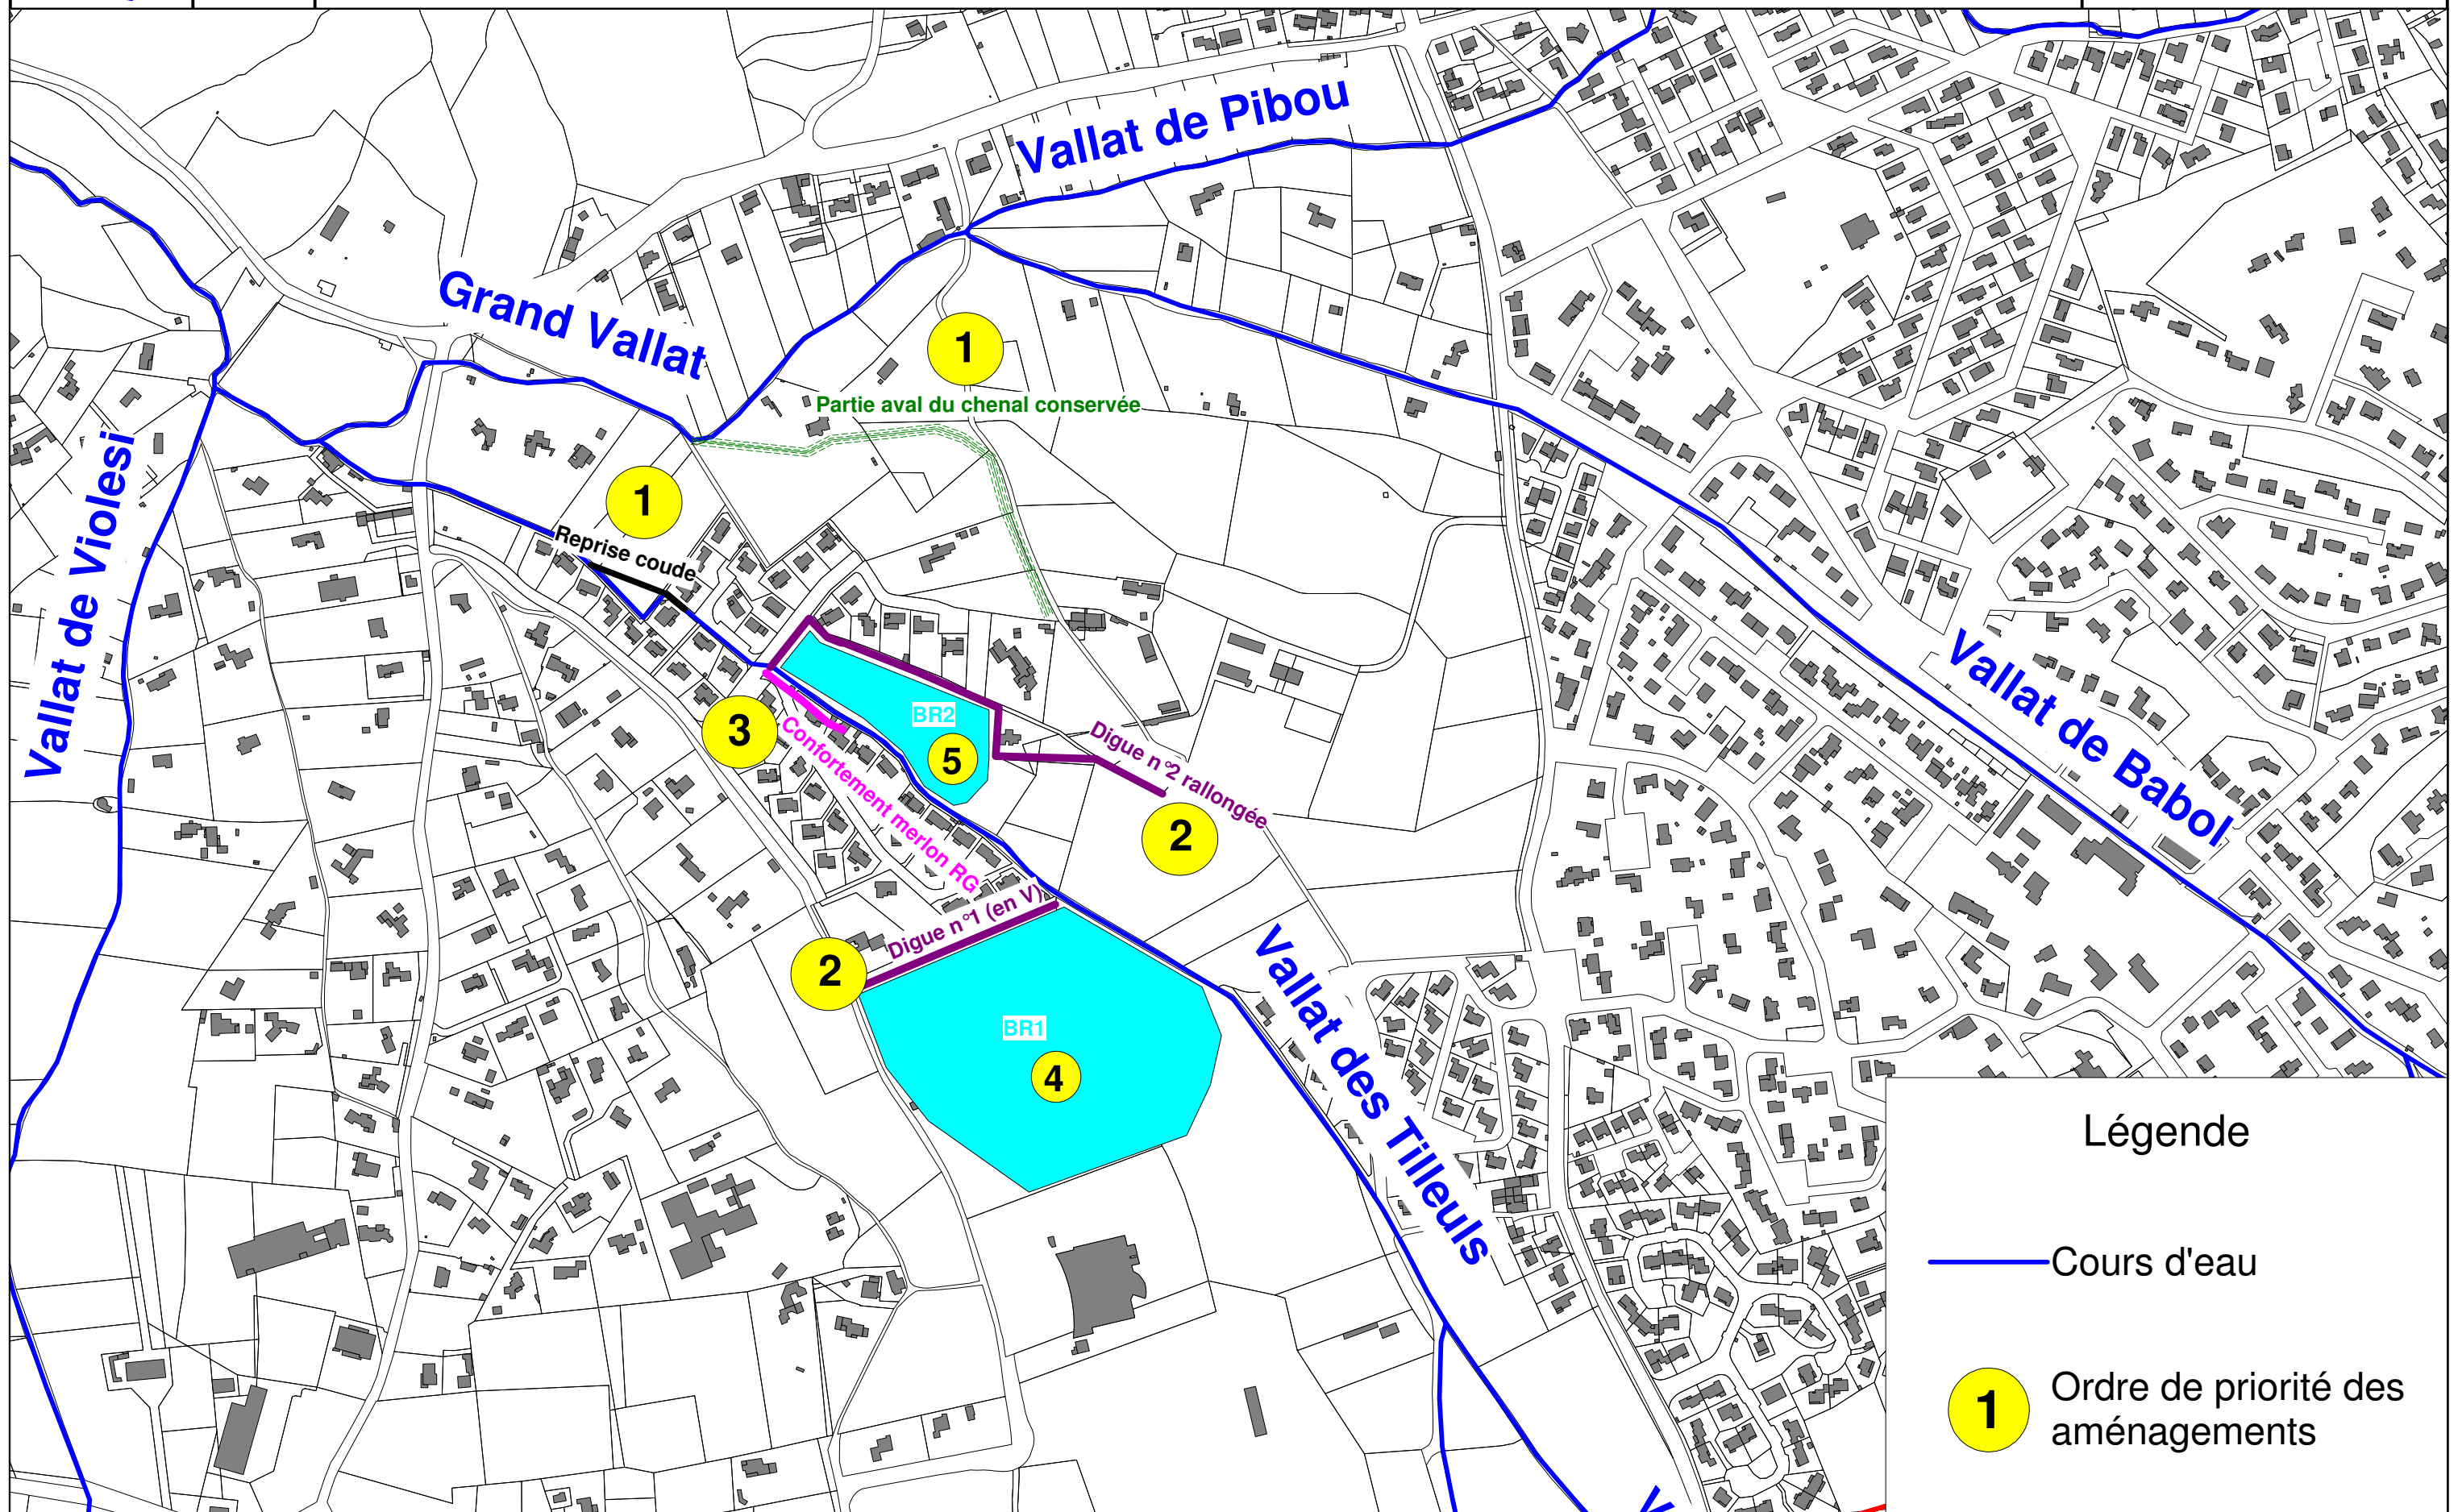 Vallat de Pibou
Grand Vallat
1
Partie aval du chenal conservée
Vallat de Violesi
1
Reprise coude
Vallat de Babol
BR2
3
5
Confortement merlon RG
Digue n°2 rallongée
2
Digue n°1 (en V)
2
Vallat des Tilleuls
BR1
4
Légende
Cours d'eau
1
Ordre de priorité des
aménagements
V